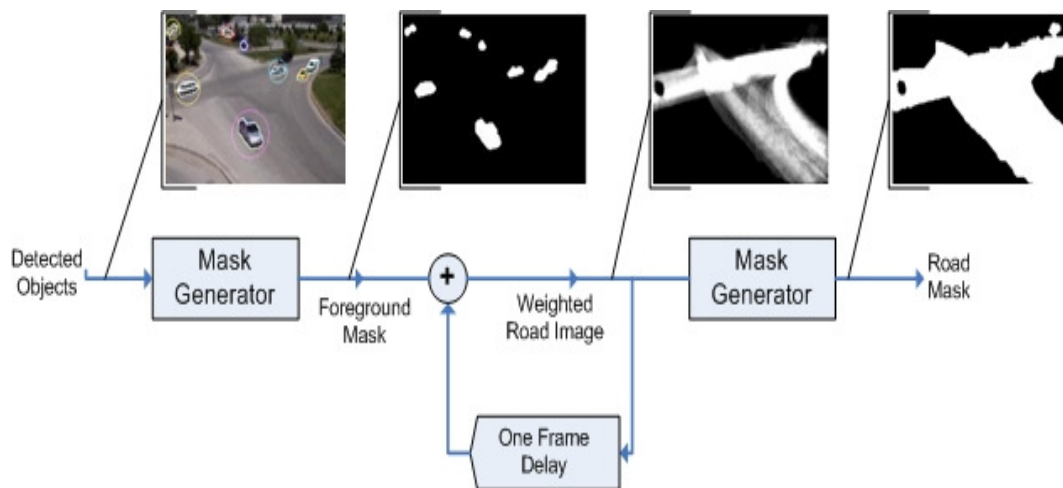 Detected
Objects
Mask
Generator
Foreground
Mask
+
Weighted
Road Image
One Frame
Delay
Mask
Generator
Road
Mask